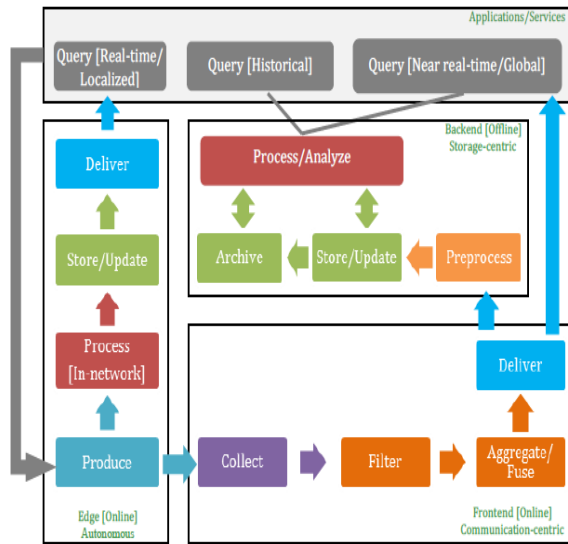 Applications/Services
Query [Real-time/
Localized]
Query [Historical]
Query [Near real-time/Global]
Backend [Offline]
Storage-centric
Deliver
Process/Analyze
Store/Update
Archive
Store/Update
Preprocess
Process
[In-network]
Deliver
Produce
Collect
Filter
Aggregate/
Fuse
Edge [Online]
Autonomous
Frontend [Online]
Communication-centric